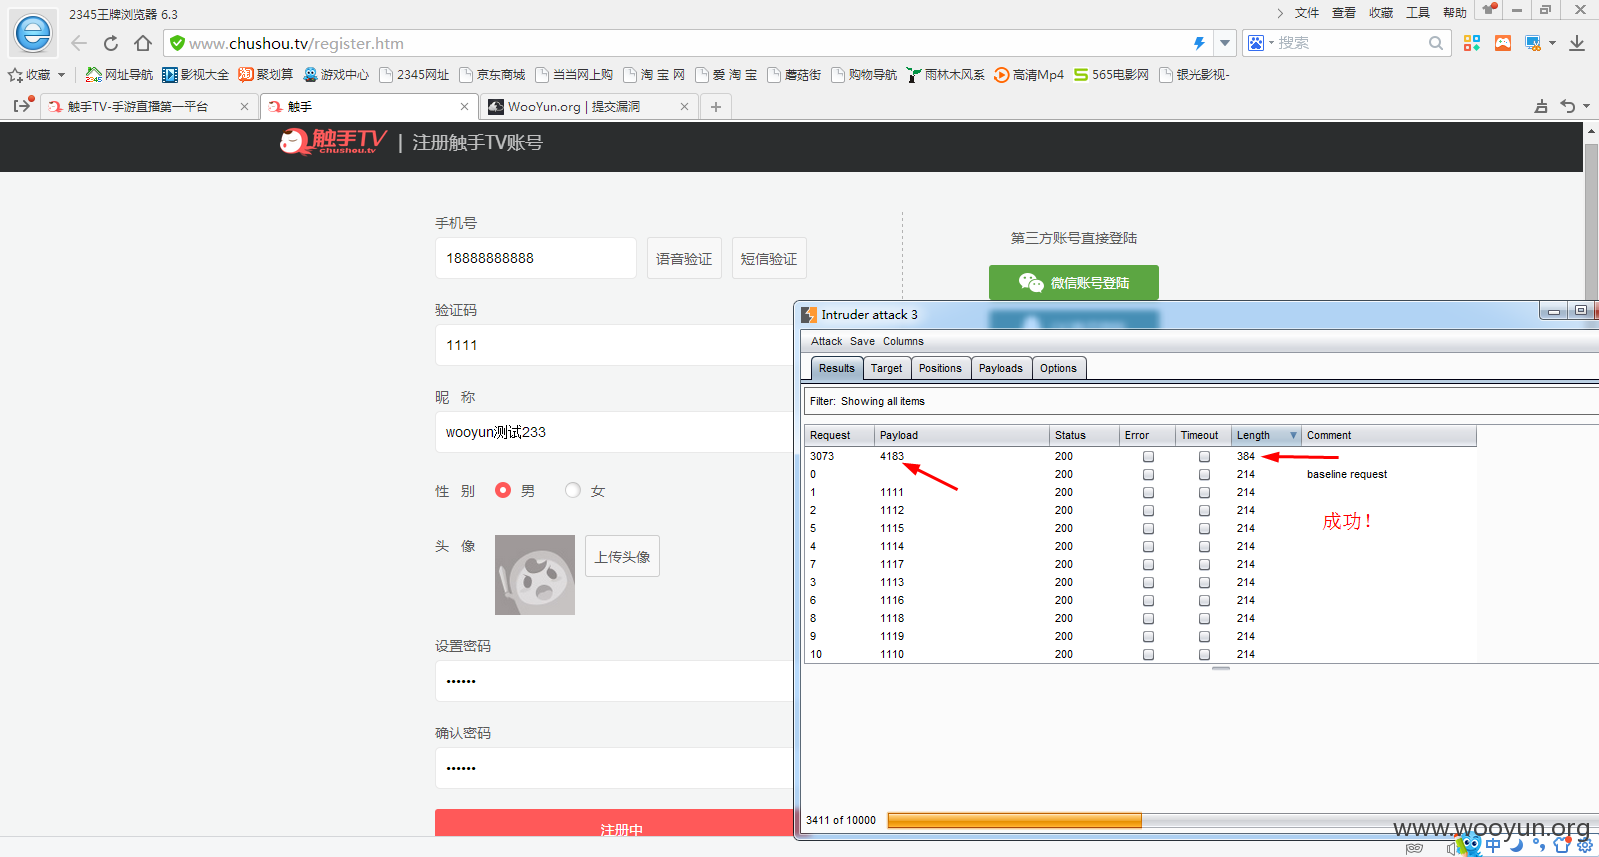 2345王牌浏览器 6.3
文件 查看 收藏 工具 帮助
www.chushou.tv/register.htm
搜索
收藏 网址导航 影视大全 聚划算 游戏中心 2345网址 京东商城 当当网上购 淘 宝 网 爱 淘 宝 蘑菇街 购物导航 雨林木风系 高清Mp4 565电影网 银光影视-
触手TV-手游直播第一平台
触手
WooYun.org | 提交漏洞
触手TV
chushou.tv
| 注册触手TV账号
手机号
18888888888
语音验证
短信验证
验证码
1111
昵 称
wooyun测试233
性 别 男 女
头 像
上传头像
设置密码
••••••
确认密码
••••••
注册中
第三方账号直接登陆
微信账号登陆
Intruder attack 3
Attack Save Columns
Results Target Positions Payloads Options
Filter: Showing all items
Request Payload Status Error Timeout Length Comment
3073 4183 200 384
0 200 214 baseline request
1 1111 200 214
2 1112 200 214
5 1115 200 214
4 1114 200 214
7 1117 200 214
3 1113 200 214
6 1116 200 214
8 1118 200 214
9 1119 200 214
10 1110 200 214
成功！
3411 of 10000
www.wooyun.org
中